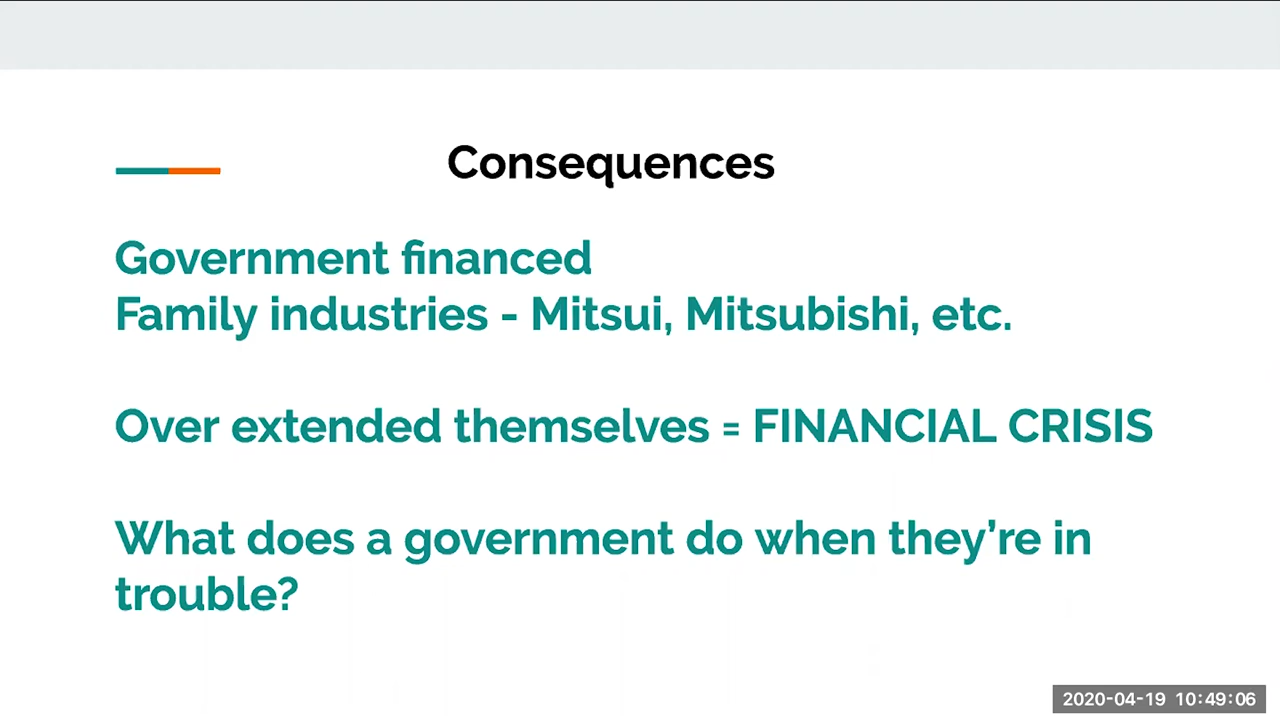 Consequences
Government financed
Family industries - Mitsui, Mitsubishi, etc.
Over extended themselves = FINANCIAL CRISIS
What does a government do when they’re in
trouble?
2020-04-19 10:49:06